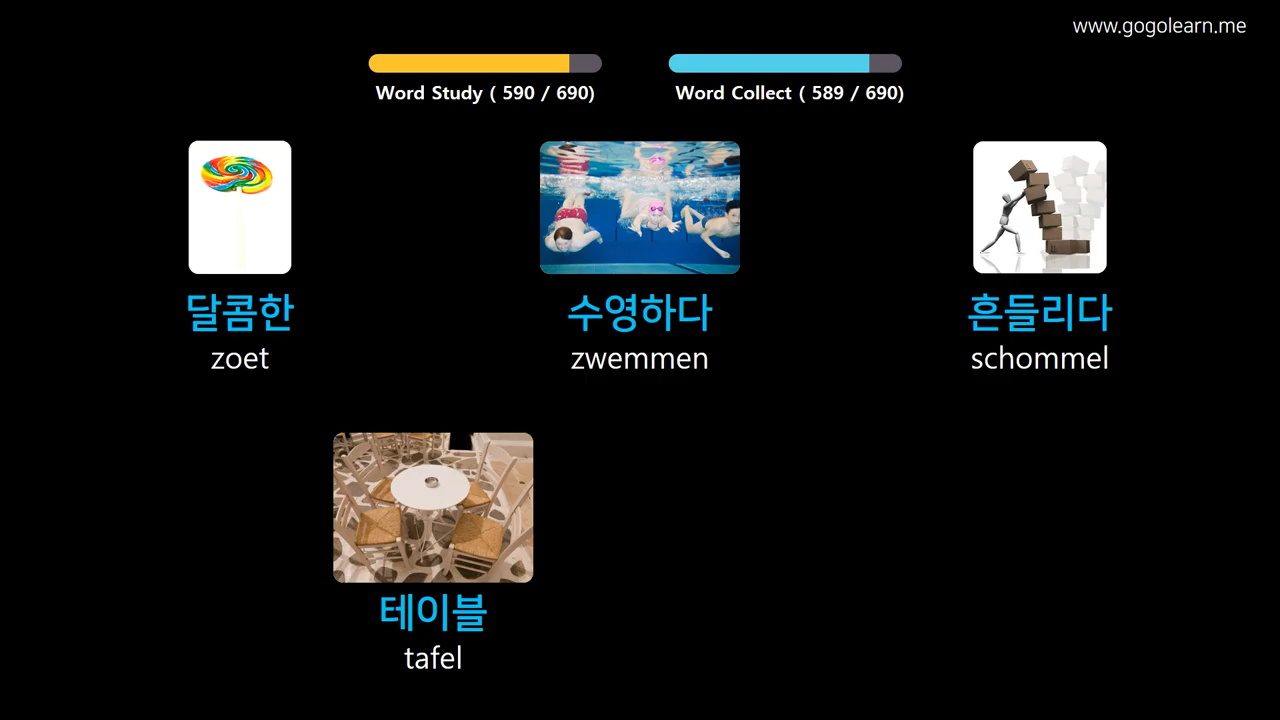 www.gogolearn.me
Word Study ( 590 / 690)
Word Collect ( 589 / 690)
달콤한
zoet
수영하다
zwemmen
흔들리다
schommel
테이블
tafel